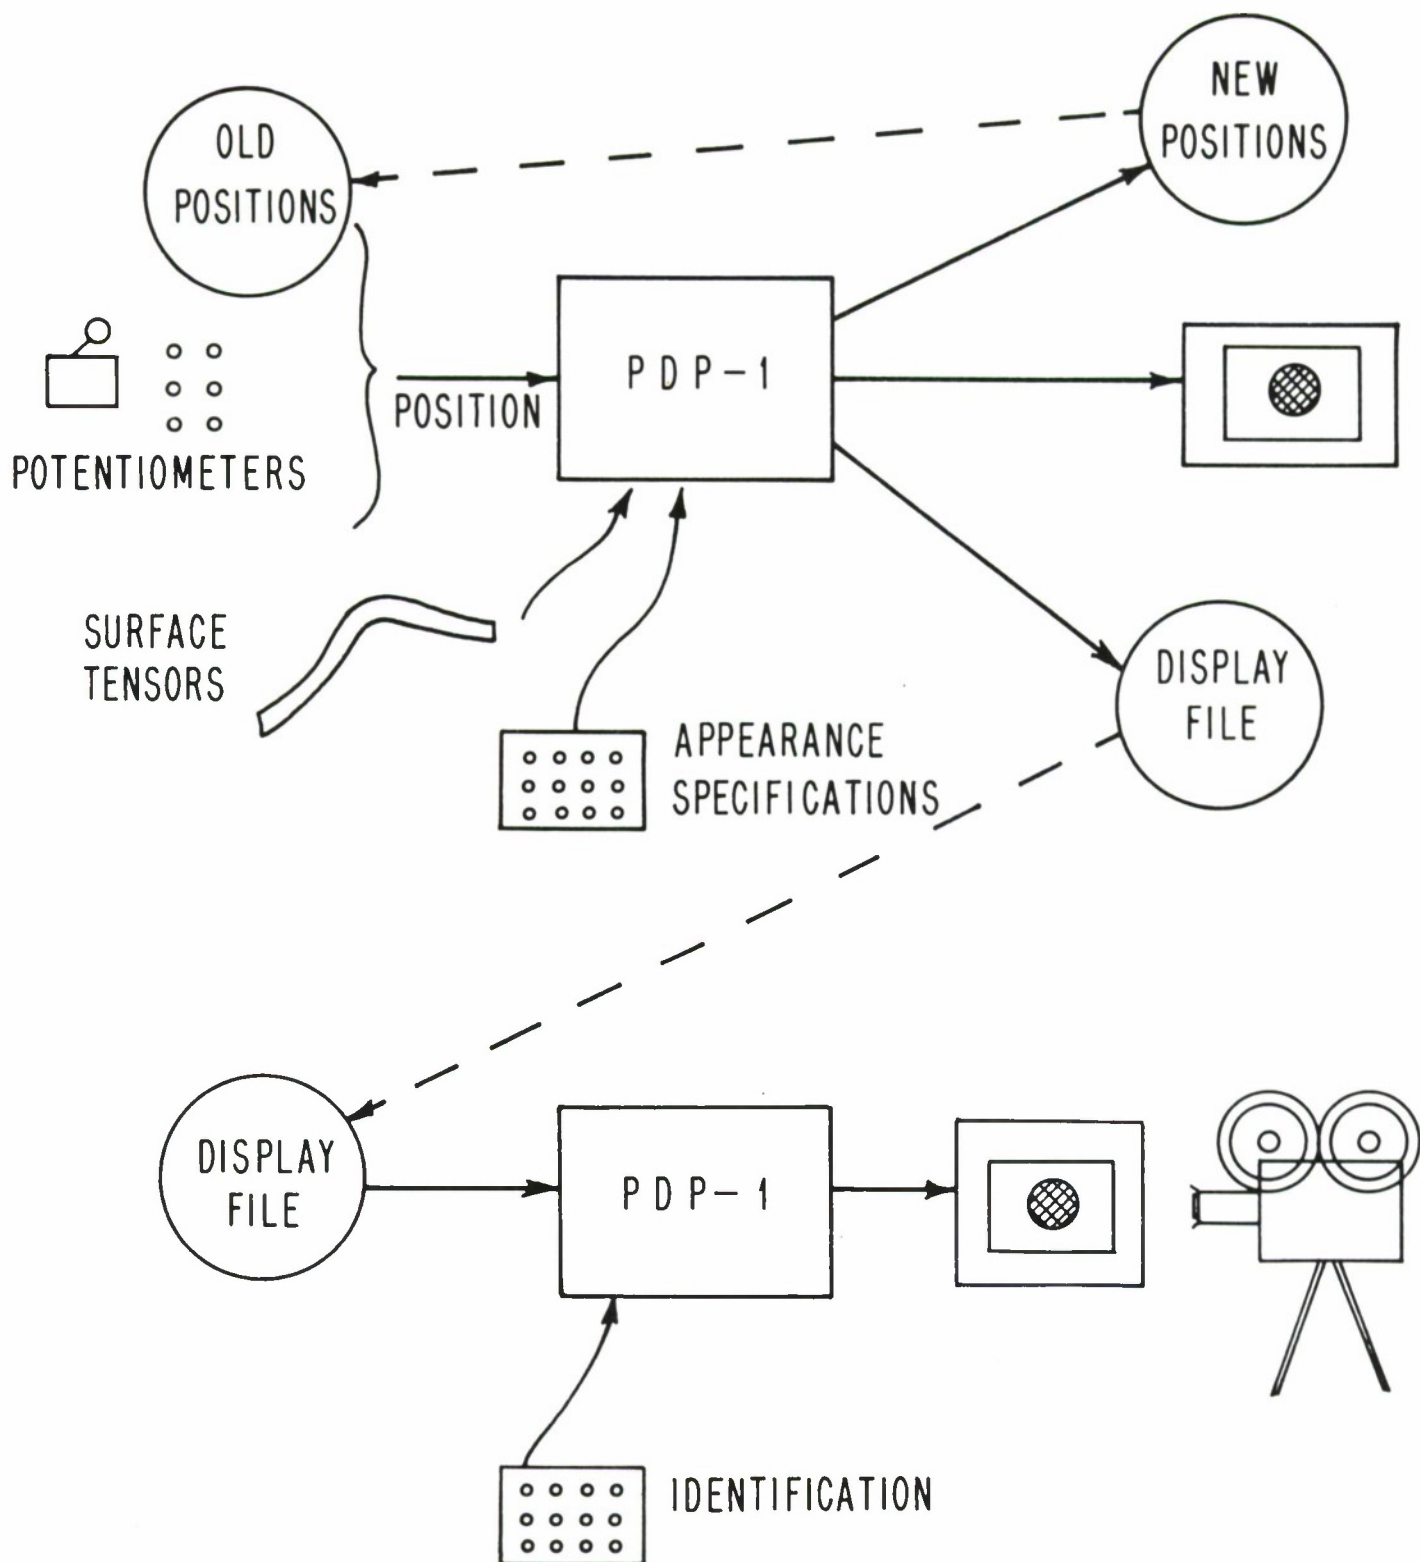 OLD
POSITIONS
NEW
POSITIONS
PDP-1
POSITION
POTENTIOMETERS
SURFACE
TENSORS
APPEARANCE
SPECIFICATIONS
DISPLAY
FILE
DISPLAY
FILE
PDP-1
IDENTIFICATION